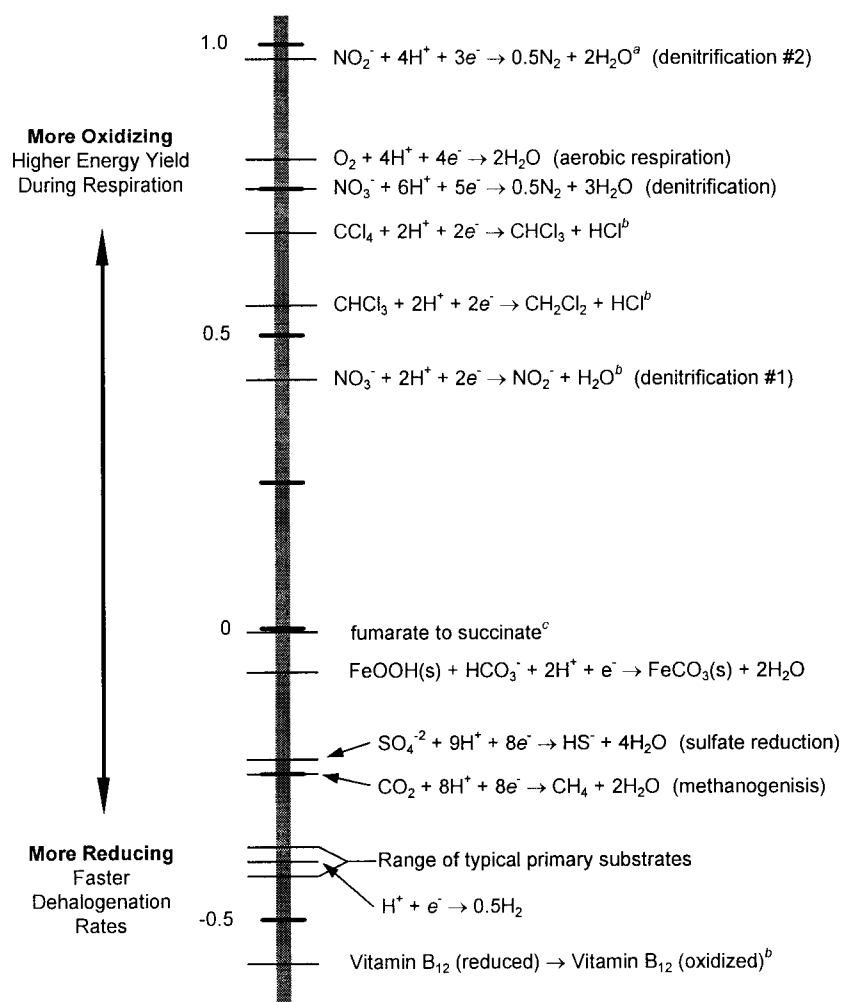 1.0
NO₂⁻ + 4H⁺ + 3e⁻ → 0.5N₂ + 2H₂Oᵃ (denitrification #2)
More Oxidizing
Higher Energy Yield
During Respiration
O₂ + 4H⁺ + 4e⁻ → 2H₂O (aerobic respiration)
NO₃⁻ + 6H⁺ + 5e⁻ → 0.5N₂ + 3H₂O (denitrification)
CCl₄ + 2H⁺ + 2e⁻ → CHCl₃ + HClᵇ
CHCl₃ + 2H⁺ + 2e⁻ → CH₂Cl₂ + HClᵇ
0.5
NO₃⁻ + 2H⁺ + 2e⁻ → NO₂⁻ + H₂Oᵇ (denitrification #1)
0
fumarate to succinateᶜ
FeOOH(s) + HCO₃⁻ + 2H⁺ + e⁻ → FeCO₃(s) + 2H₂O
SO₄⁻² + 9H⁺ + 8e⁻ → HS⁻ + 4H₂O (sulfate reduction)
CO₂ + 8H⁺ + 8e⁻ → CH₄ + 2H₂O (methanogenisis)
More Reducing
Faster
Dehalogenation
Rates
Range of typical primary substrates
H⁺ + e⁻ → 0.5H₂
-0.5
Vitamin B₁₂ (reduced) → Vitamin B₁₂ (oxidized)ᵇ